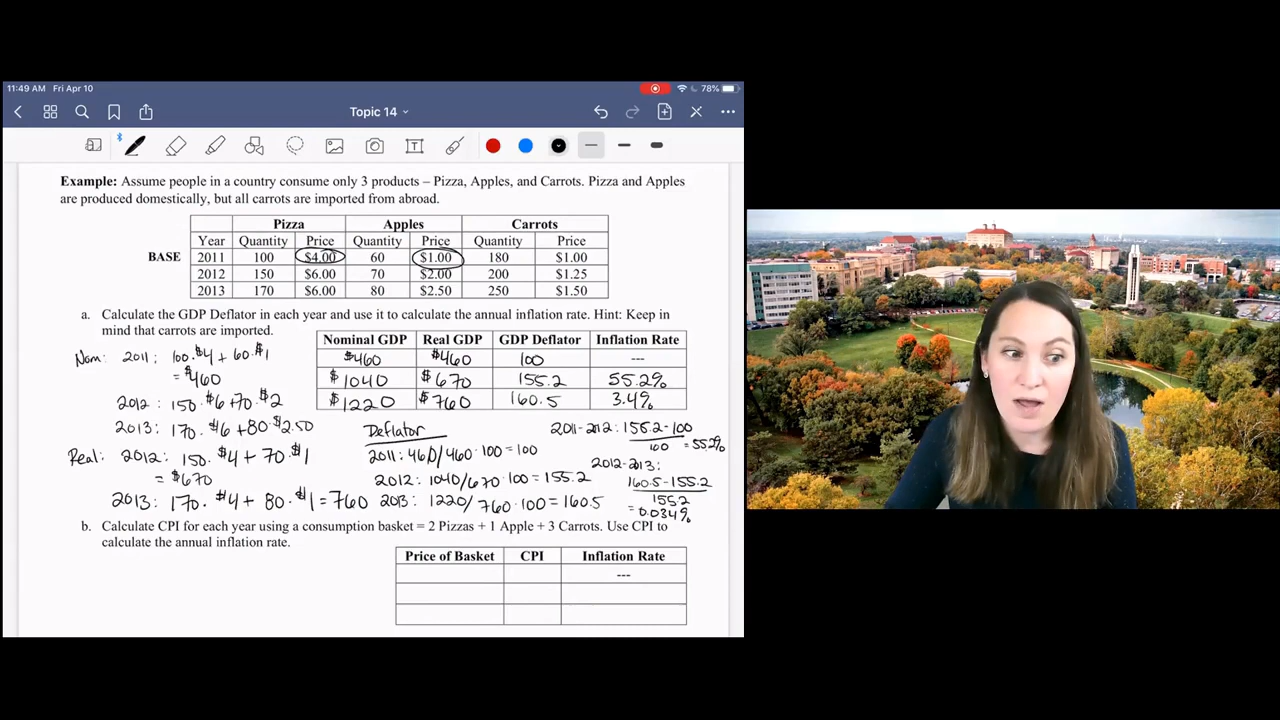 11:49 AM Fri Apr 10
78%
Topic 14
Example: Assume people in a country consume only 3 products – Pizza, Apples, and Carrots. Pizza and Apples
are produced domestically, but all carrots are imported from abroad.
Pizza Apples Carrots
Year Quantity Price Quantity Price Quantity Price
BASE 2011 100 $4.00 60 $1.00 180 $1.00
2012 150 $6.00 70 $2.00 200 $1.25
2013 170 $6.00 80 $2.50 250 $1.50
a. Calculate the GDP Deflator in each year and use it to calculate the annual inflation rate. Hint: Keep in
mind that carrots are imported.
Nominal GDP Real GDP GDP Deflator Inflation Rate
$460 $460 100 ---
$1040 $670 155.2 55.2%
$1220 $760 160.5 3.4%
Nom: 2011: 100·$4 + 60·$1
= $460
2012: 150·$6+70·$2
2013: 170·$6+80·$2.50
Real: 2012: 150·$4 + 70·$1
= $670
2013: 170·$4+ 80·$1 = 760
Deflator
2011: 460/460·100=100
2012: 1040/670·100=155.2
2013: 1220/760·100=160.5
2011-2012: 155.2-100
100 =55.2%
2012-2013:
160.5-155.2
155.2
=0.034%
b. Calculate CPI for each year using a consumption basket = 2 Pizzas + 1 Apple + 3 Carrots. Use CPI to
calculate the annual inflation rate.
Price of Basket CPI Inflation Rate
---